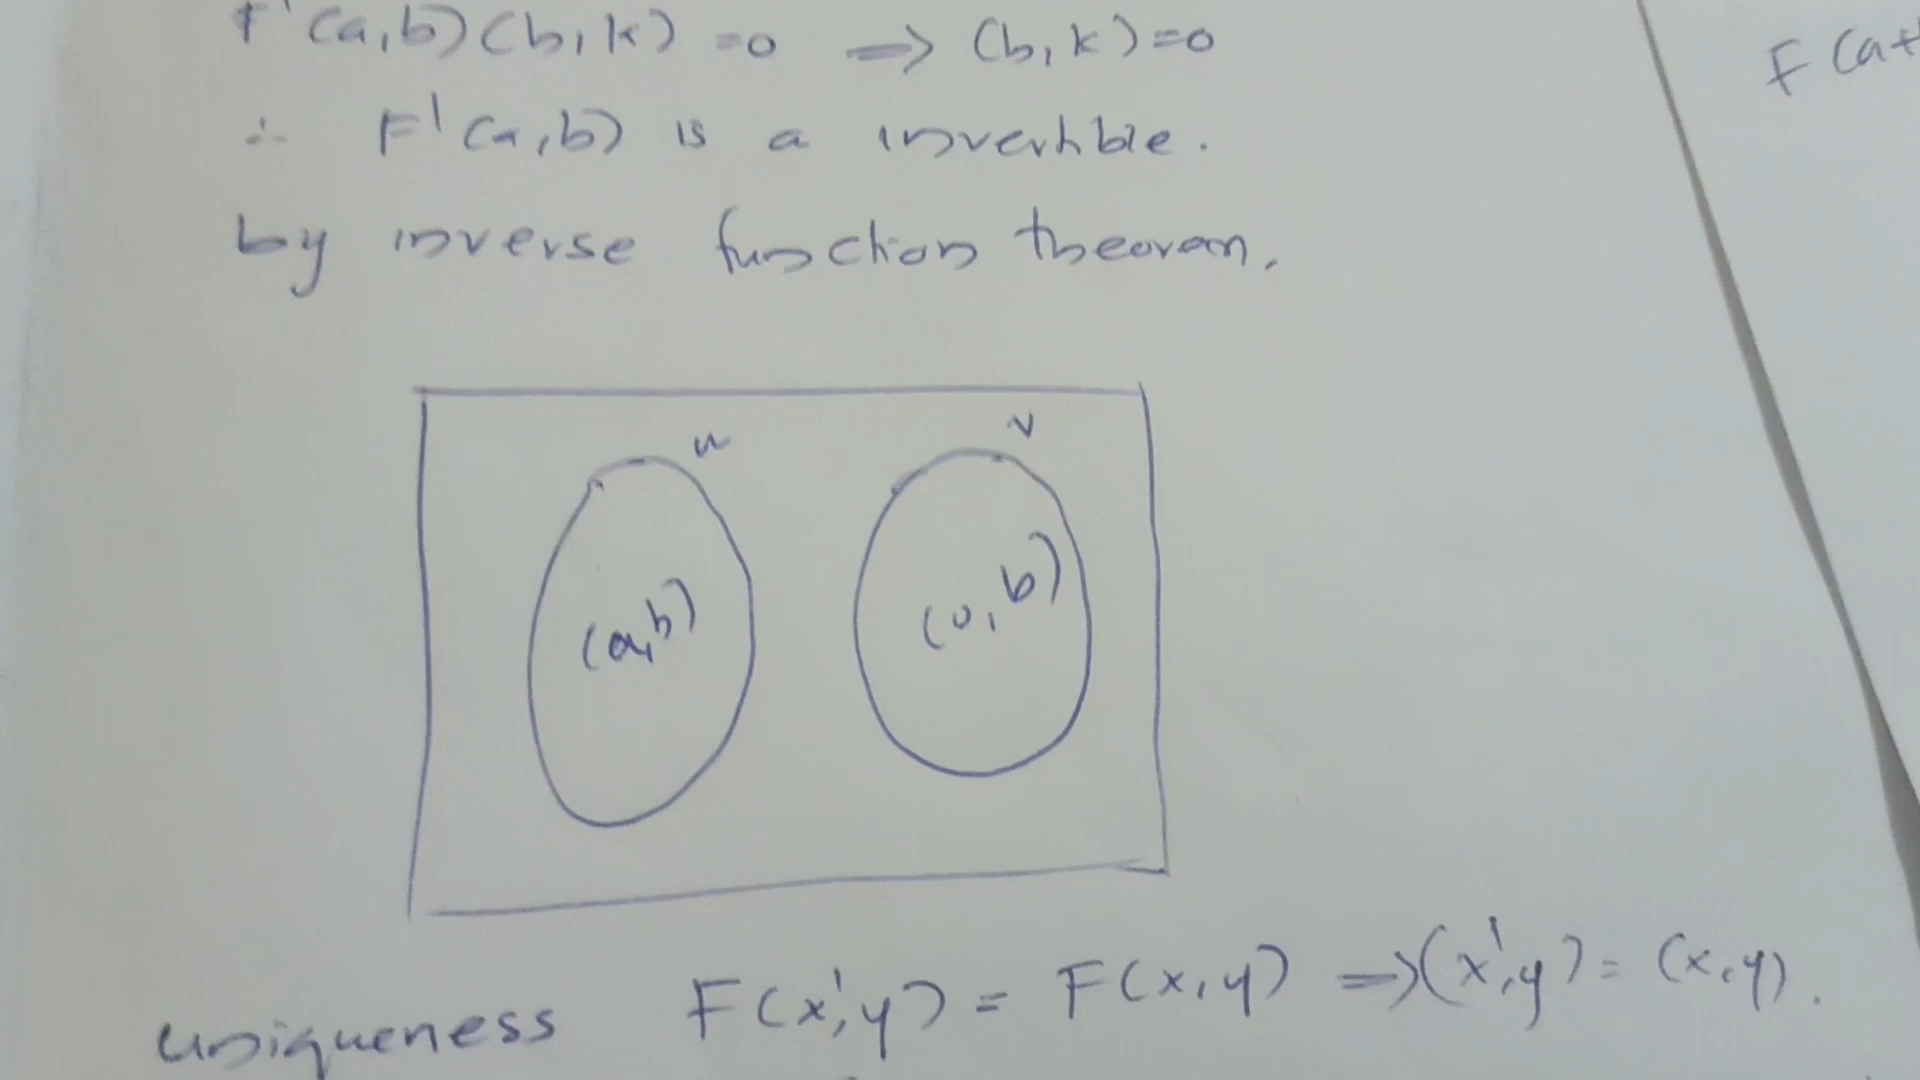 F'(a,b)(h,k) =0 => (h,k)=0
∴ F'(a,b) is a invertible.
by inverse function theorem,
u
v
(a,b)
(0,b)
uniqueness F(x',y) = F(x,y) => (x',y) = (x,y).
F(a+